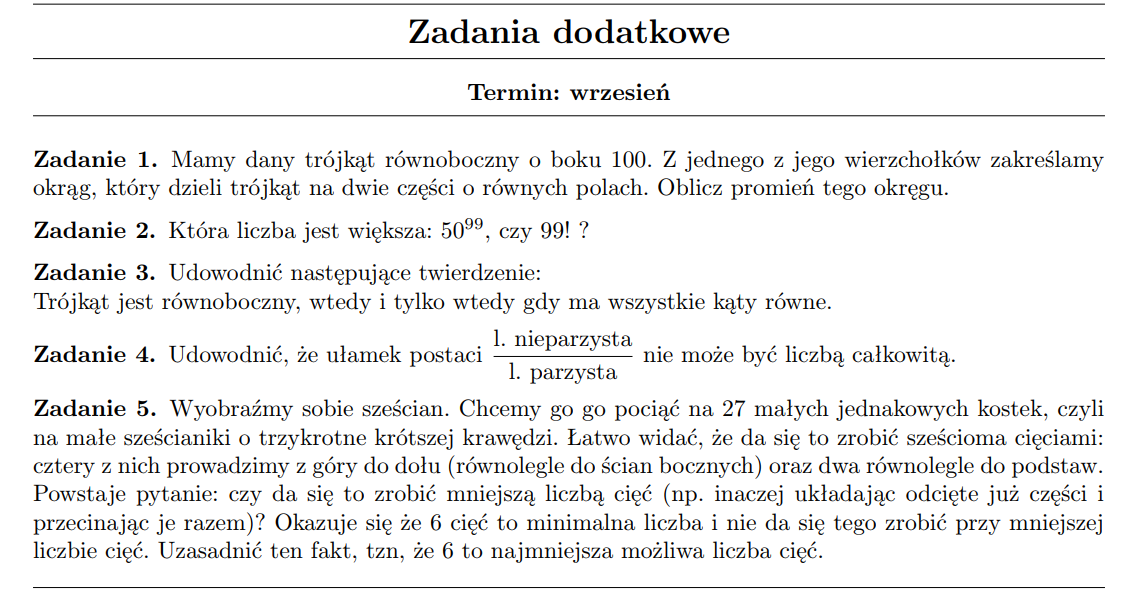 Zadania dodatkowe
Termin: wrzesień
Zadanie 1. Mamy dany trójkąt równoboczny o boku 100. Z jednego z jego wierzchołków zakreślamy
okrąg, który dzieli trójkąt na dwie części o równych polach. Oblicz promień tego okręgu.
Zadanie 2. Która liczba jest większa: 50^99, czy 99! ?
Zadanie 3. Udowodnić następujące twierdzenie:
Trójkąt jest równoboczny, wtedy i tylko wtedy gdy ma wszystkie kąty równe.
Zadanie 4. Udowodnić, że ułamek postaci l. nieparzysta / l. parzysta nie może być liczbą całkowitą.
Zadanie 5. Wyobraźmy sobie sześcian. Chcemy go go pociąć na 27 małych jednakowych kostek, czyli
na małe sześcianiki o trzykrotne krótszej krawędzi. Łatwo widać, że da się to zrobić sześcioma cięciami:
cztery z nich prowadzimy z góry do dołu (równolegle do ścian bocznych) oraz dwa równolegle do podstaw.
Powstaje pytanie: czy da się to zrobić mniejszą liczbą cięć (np. inaczej układając odcięte już części i
przecinając je razem)? Okazuje się że 6 cięć to minimalna liczba i nie da się tego zrobić przy mniejszej
liczbie cięć. Uzasadnić ten fakt, tzn, że 6 to najmniejsza możliwa liczba cięć.